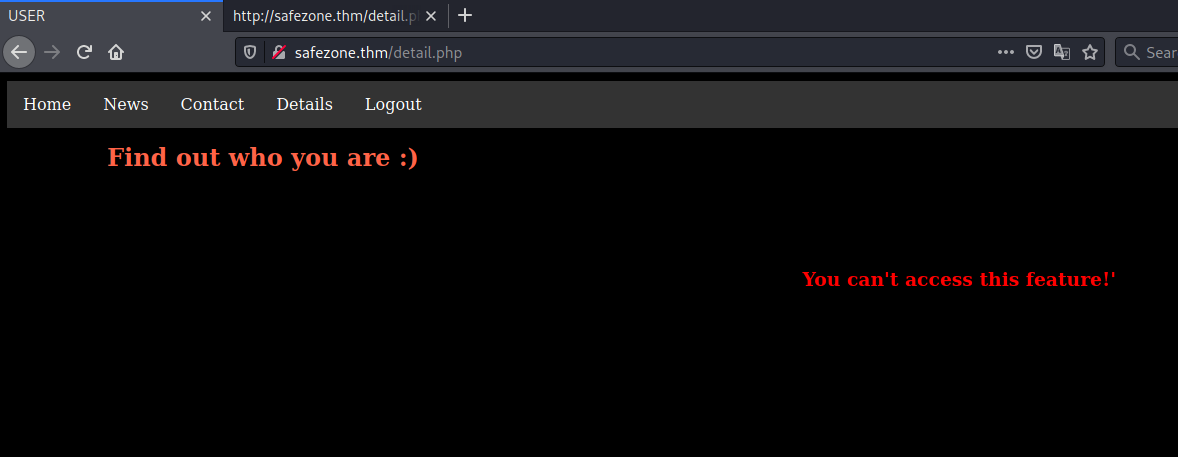 USER
http://safezone.thm/detail.p
safezone.thm/detail.php
Sear
Home News Contact Details Logout
Find out who you are :)
You can't access this feature!'